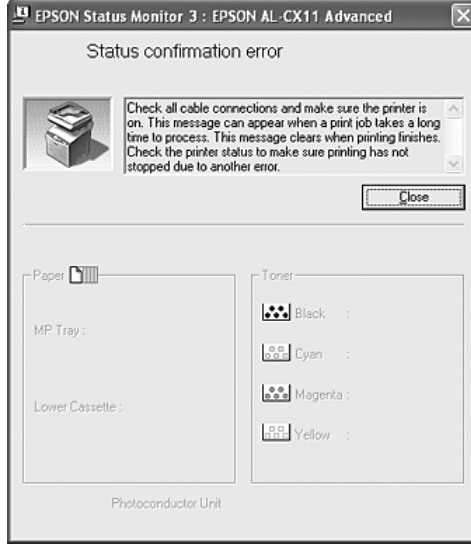 EPSON Status Monitor 3 : EPSON AL-CX11 Advanced
Status confirmation error
Check all cable connections and make sure the printer is
on. This message can appear when a print job takes a long
time to process. This message clears when printing finishes.
Check the printer status to make sure printing has not
stopped due to another error.
Close
Paper
MP Tray :
Lower Cassette :
Toner
Black :
Cyan :
Magenta :
Yellow :
Photoconductor Unit